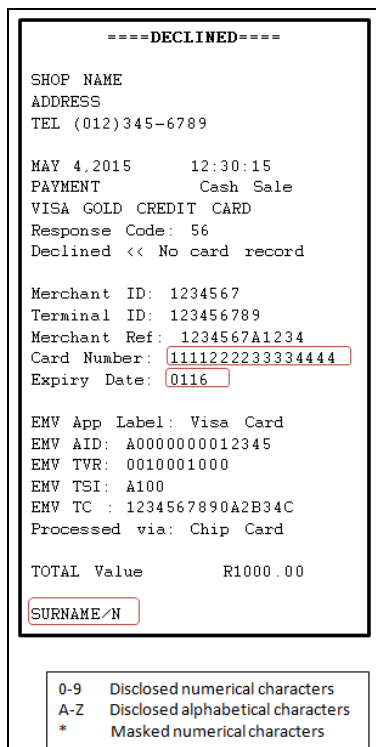 ====DECLINED====
SHOP NAME
ADDRESS
TEL (012)345-6789
MAY 4,2015 12:30:15
PAYMENT Cash Sale
VISA GOLD CREDIT CARD
Response Code: 56
Declined << No card record
Merchant ID: 1234567
Terminal ID: 123456789
Merchant Ref: 1234567A1234
Card Number: 1111222233334444
Expiry Date: 0116
EMV App Label: Visa Card
EMV AID: A0000000012345
EMV TVR: 0010001000
EMV TSI: A100
EMV TC : 1234567890A2B34C
Processed via: Chip Card
TOTAL Value R1000.00
SURNAME/N
0-9 Disclosed numerical characters
A-Z Disclosed alphabetical characters
* Masked numerical characters